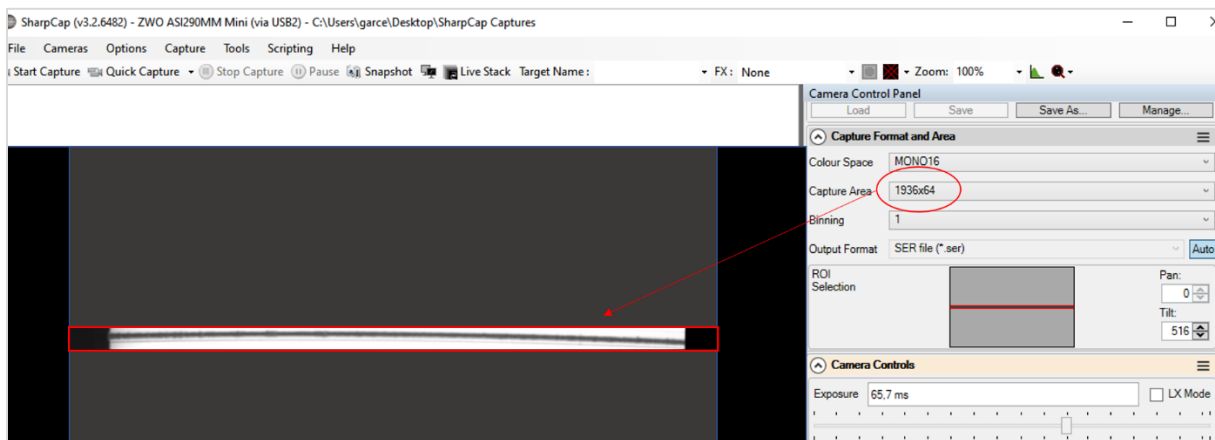 SharpCap (v3.2.6482) - ZWO ASI290MM Mini (via USB2) - C:\Users\garce\Desktop\SharpCap Captures
File Cameras Options Capture Tools Scripting Help
Start Capture Quick Capture Stop Capture Pause Snapshot Live Stack Target Name : FX : None Zoom: 100%
Camera Control Panel
Load Save Save As... Manage...
Capture Format and Area
Colour Space MONO16
Capture Area 1936x64
Binning 1
Output Format SER file (*.ser) Auto
ROI Selection Pan:
0
Tilt:
516
Camera Controls
Exposure 65,7 ms LX Mode